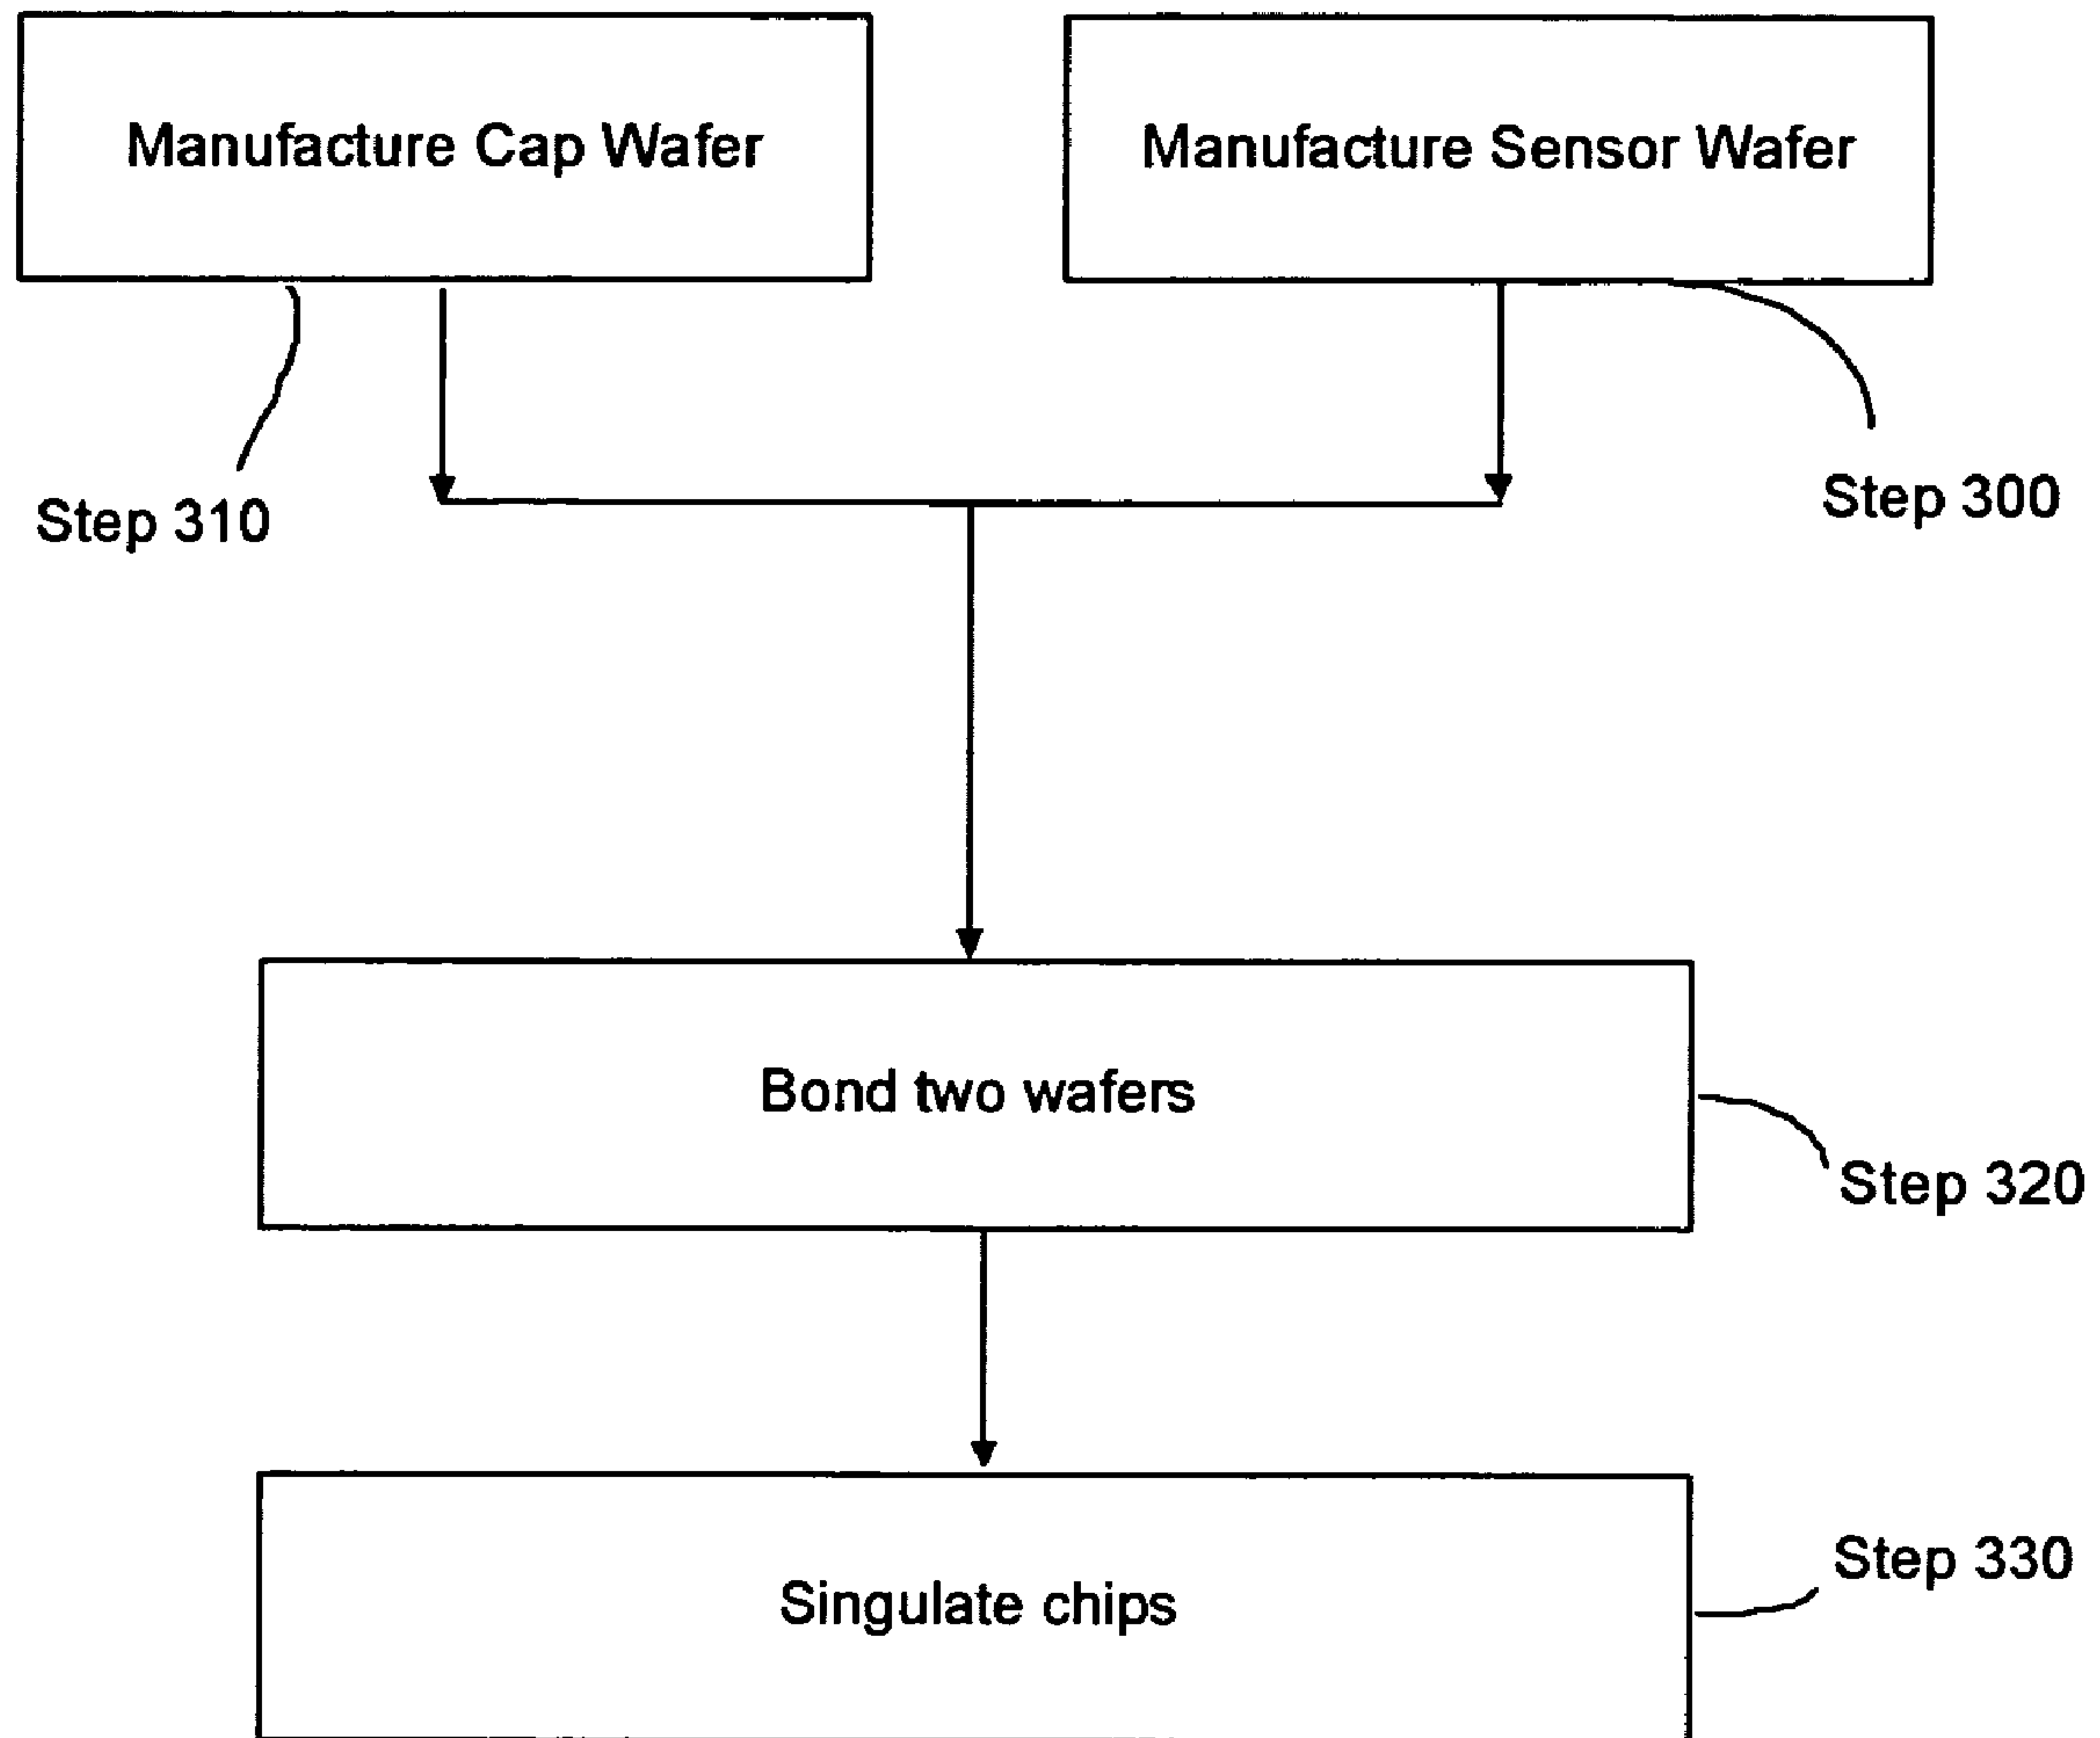 Manufacture Cap Wafer
Manufacture Sensor Wafer
Step 310
Step 300
Bond two wafers
Step 320
Singulate chips
Step 330